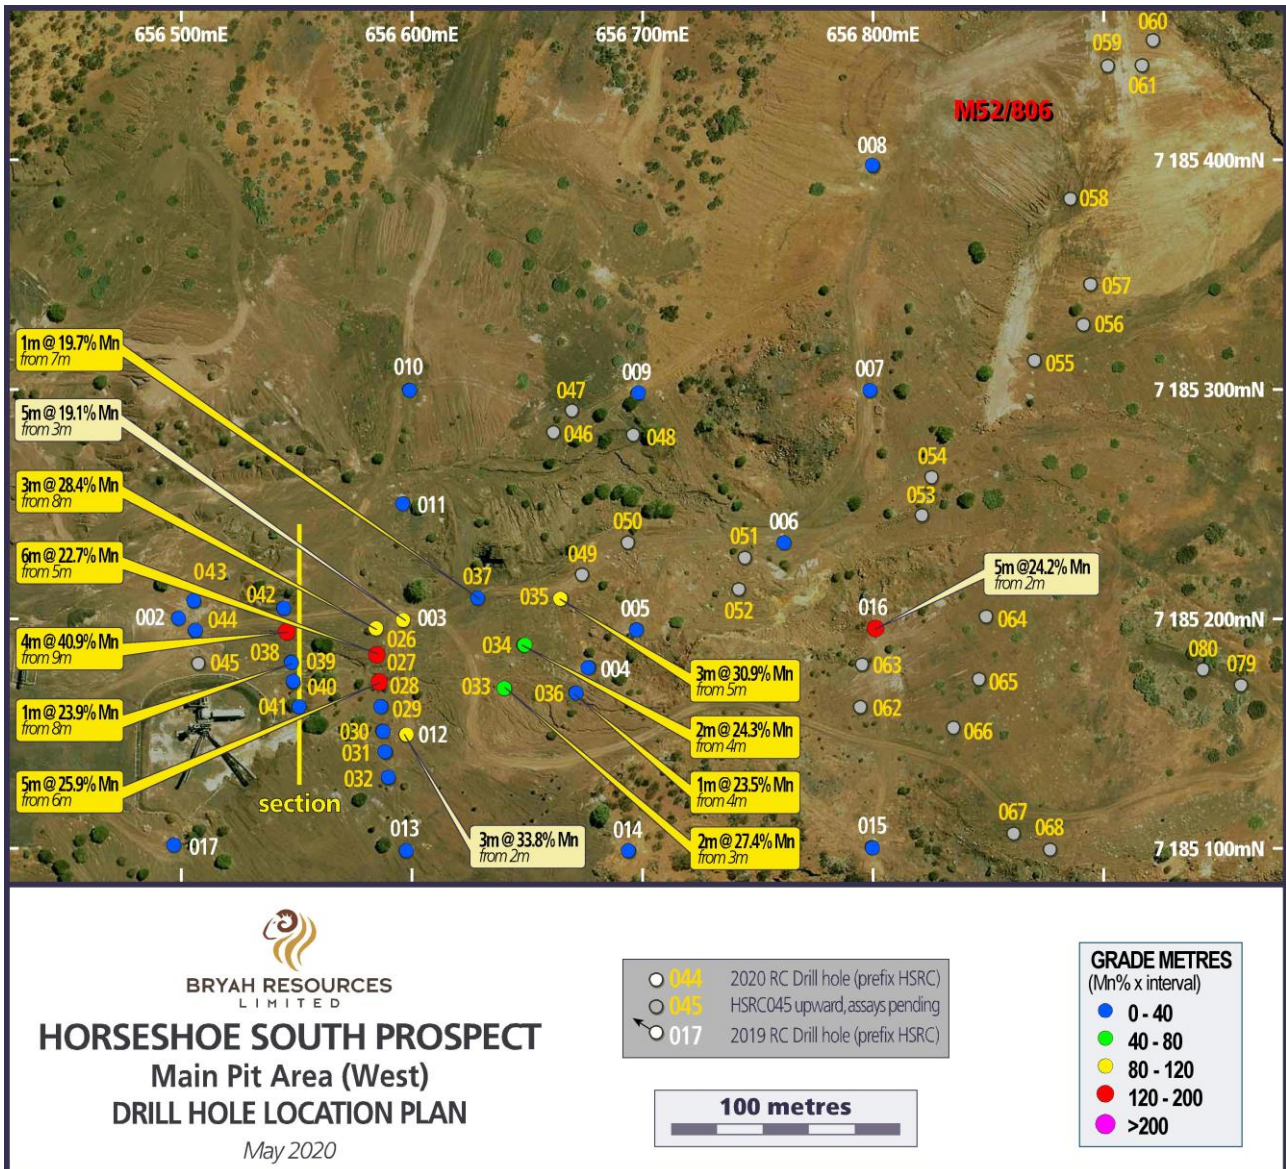 656 500mE
656 600mE
656 700mE
656 800mE
060
059
061
M52/806
008
7 185 400mN
058
057
056
055
1m @ 19.7% Mn
from 7m
010
047
009
007
7 185 300mN
5m @ 19.1% Mn
from 3m
046
048
054
3m @ 28.4% Mn
from 8m
011
053
050
051
006
6m @ 22.7% Mn
from 5m
049
5m @24.2% Mn
from 2m
043
042
037
035
052
016
002
044
003
005
064
7 185 200mN
026
4m @ 40.9% Mn
from 9m
034
038
039
027
004
063
080
079
045
040
028
033
036
3m @ 30.9% Mn
from 5m
065
1m @ 23.9% Mn
from 8m
041
029
062
2m @ 24.3% Mn
from 4m
066
030
012
031
5m @ 25.9% Mn
from 6m
032
1m @ 23.5% Mn
from 4m
section
067
068
017
013
3m @ 33.8% Mn
from 2m
014
2m @ 27.4% Mn
from 3m
015
7 185 100mN
BRYAH RESOURCES
LIMITED
HORSESHOE SOUTH PROSPECT
Main Pit Area (West)
DRILL HOLE LOCATION PLAN
May 2020
044 2020 RC Drill hole (prefix HSRC)
045 HSRC045 upward, assays pending
017 2019 RC Drill hole (prefix HSRC)
100 metres
GRADE METRES
(Mn% x interval)
0 - 40
40 - 80
80 - 120
120 - 200
>200